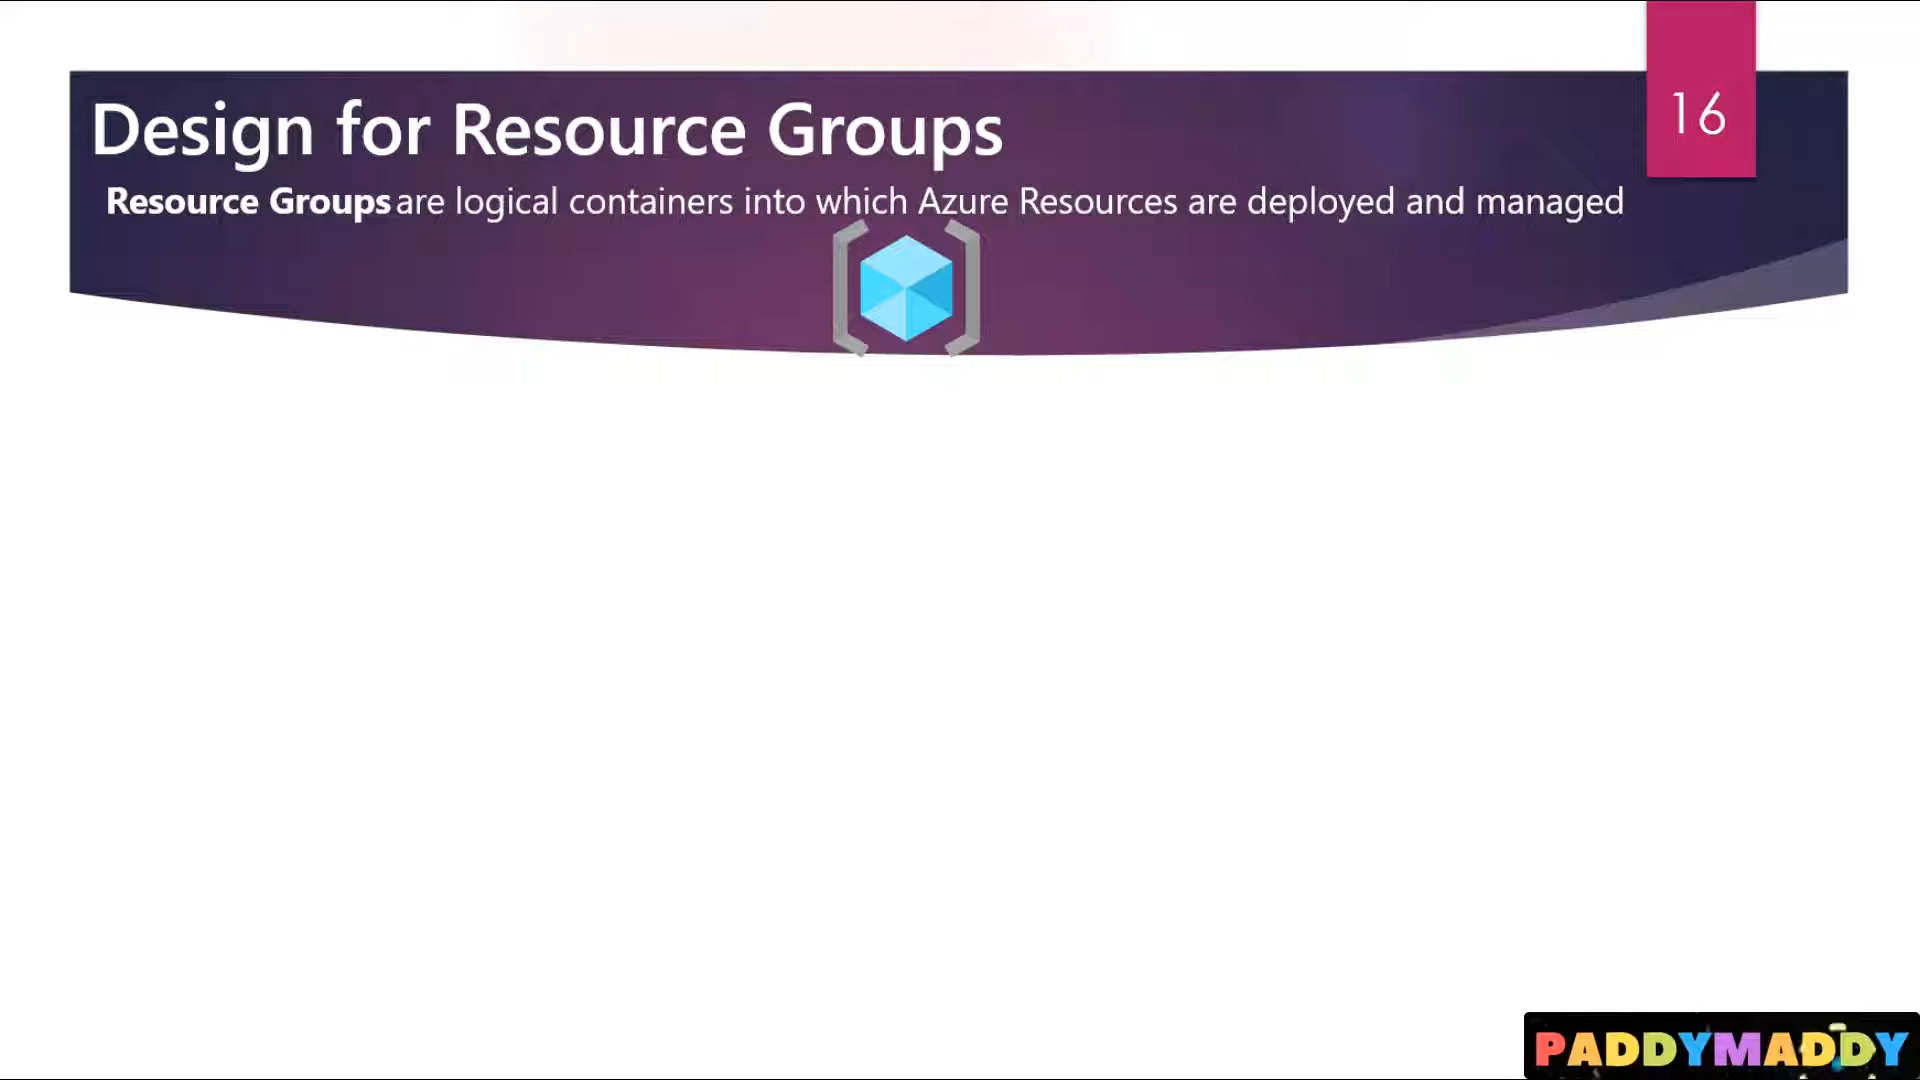 Design for Resource Groups
16
Resource Groups are logical containers into which Azure Resources are deployed and managed
PADDYMADDY